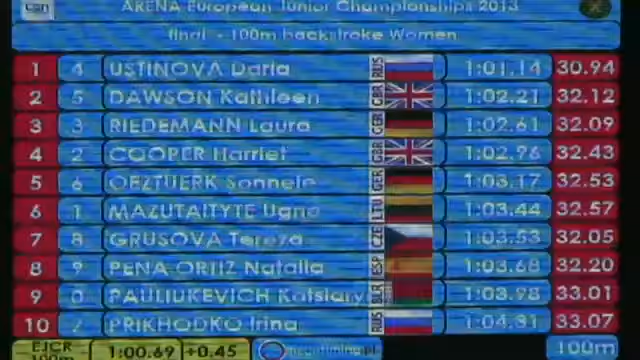 ARENA European Junior Championships 2013
final - 100m backstroke Women
1 4 USTINOVA Daria RUS 1:01.14 30.94
2 5 DAWSON Kathleen GBR 1:02.21 32.12
3 3 RIEDEMANN Laura GER 1:02.61 32.09
4 2 COOPER Harriet GBR 1:02.76 32.43
5 6 OEZTUERK Sonnele GER 1:03.17 32.53
6 1 MAZUTAITYTE Ugne LTU 1:03.44 32.57
7 8 GRUSOVA Tereza CZE 1:03.53 32.05
8 9 PENA ORTIZ Natalia ESP 1:03.68 32.20
9 0 PAULIUKEVICH Katsiary BLR 1:03.98 33.01
10 7 PRIKHODKO Irina RUS 1:04.31 33.07
EJCR 100m 1:00.69 +0.45 100m